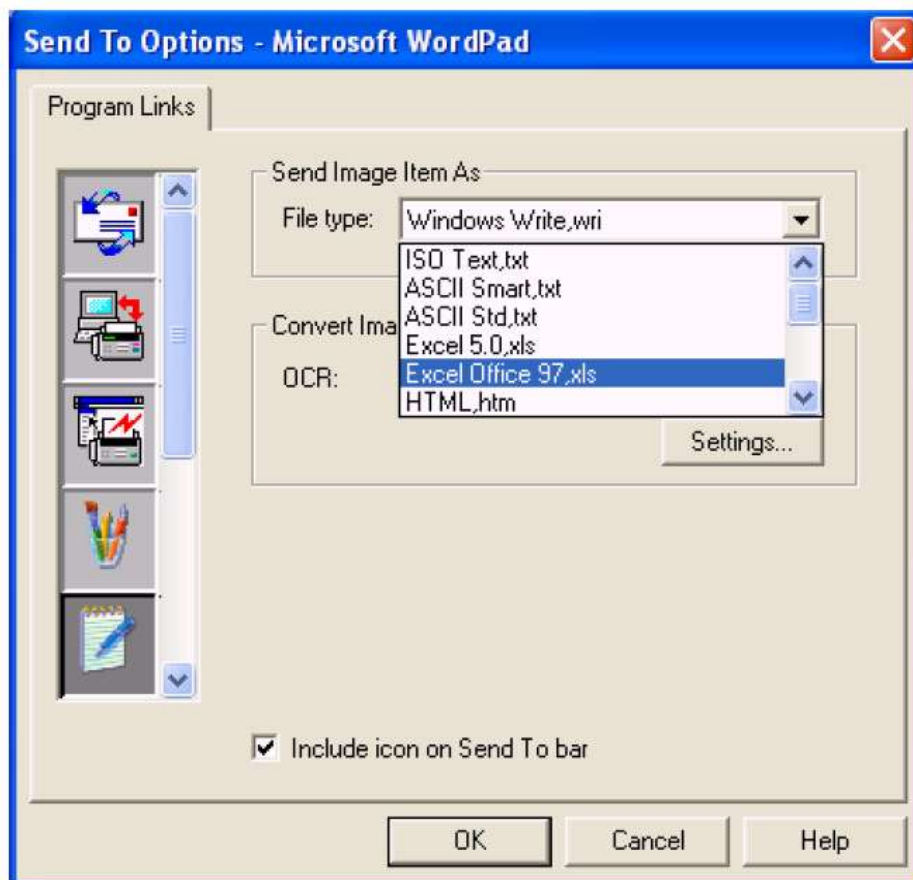 Send To Options - Microsoft WordPad
Program Links
Send Image Item As
File type: Windows Write,wri
ISO Text,txt
ASCII Smart,txt
ASCII Std,txt
Excel 5.0,xls
Excel Office 97,xls
HTML,htm
Convert Ima
OCR:
Settings...
Include icon on Send To bar
OK Cancel Help